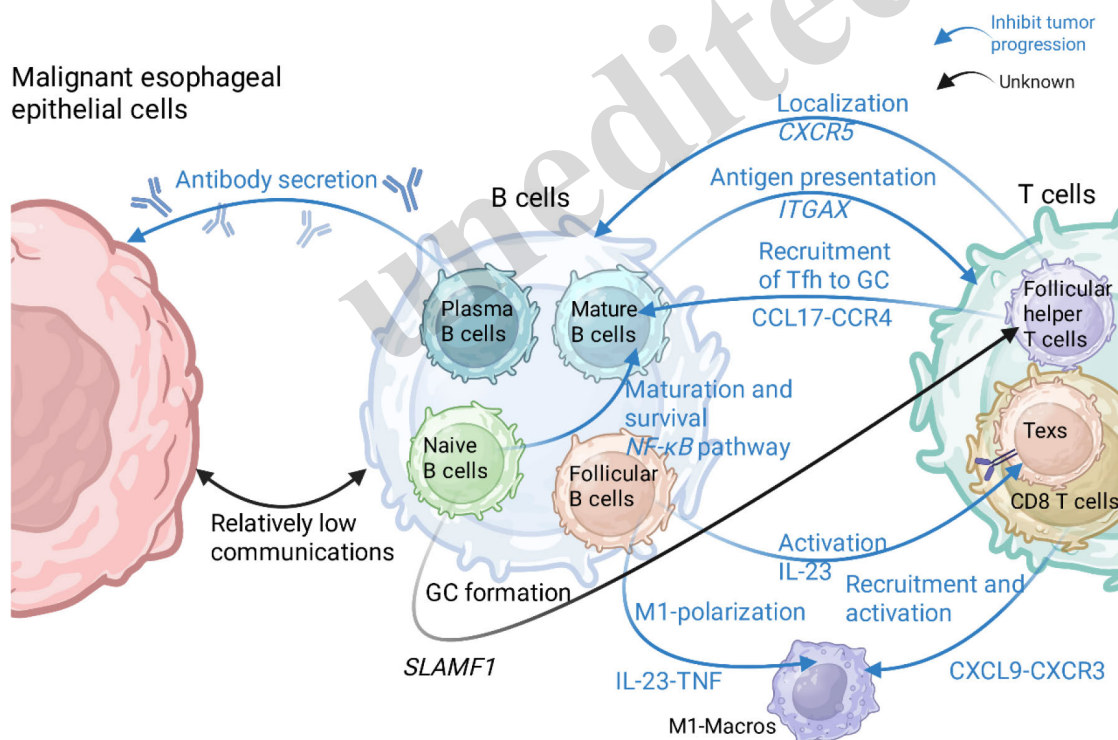 Inhibit tumor
progression
Unknown
Malignant esophageal
epithelial cells
Localization
CXCR5
Antibody secretion
Antigen presentation
ITGAX
B cells
T cells
Recruitment
of Tfh to GC
CCL17-CCR4
Plasma
B cells
Mature
B cells
Follicular
helper
T cells
Maturation and
survival
NF-κB pathway
Naive
B cells
Follicular
B cells
Texs
CD8 T cells
Relatively low
communications
Activation
IL-23
GC formation
M1-polarization
Recruitment and
activation
SLAMF1
IL-23-TNF
CXCL9-CXCR3
M1-Macros
unedited